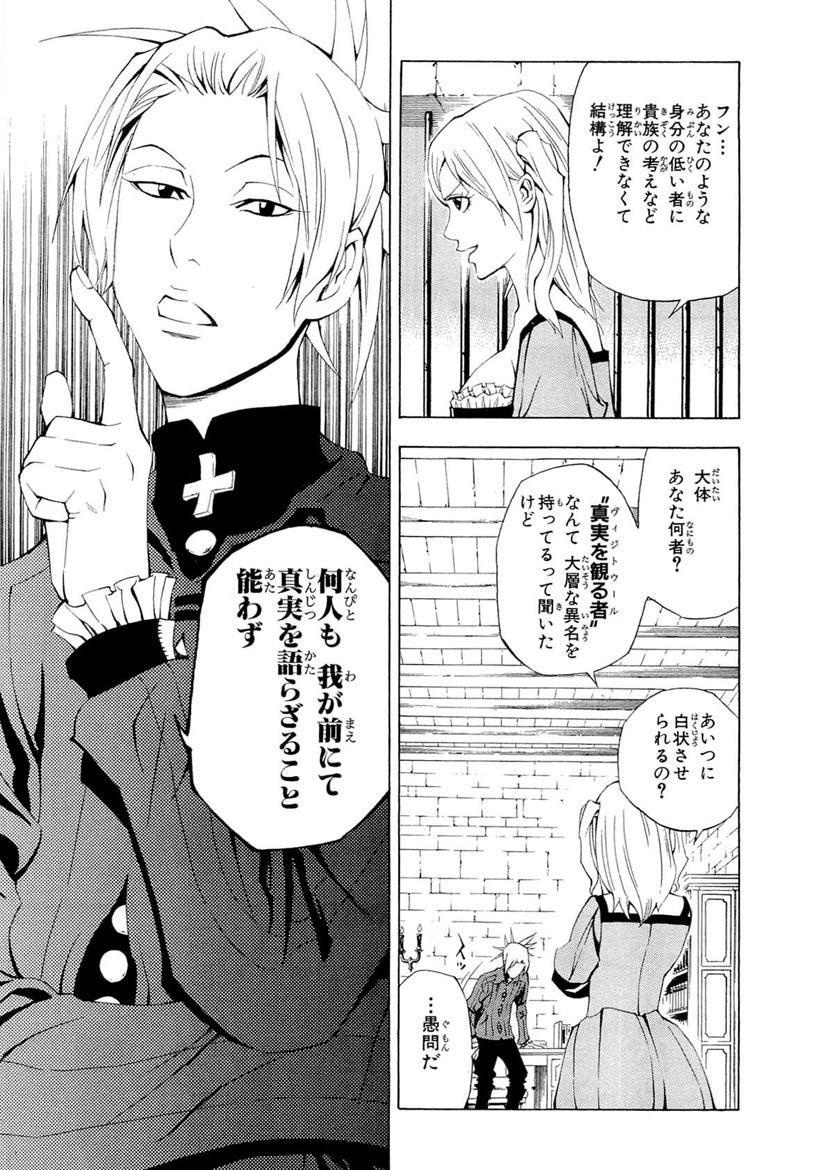 フン…
あなたのような
身分の低い者に
貴族の考えなど
理解できなくて
結構よ!
大体
あなた何者?
"真実を観る者"
なんて 大層な異名を
持ってるって聞いた
けど
あいつに
白状させ
られるの?
スッ
…愚問だ
何人も 我が前にて
真実を語らざること
能わず